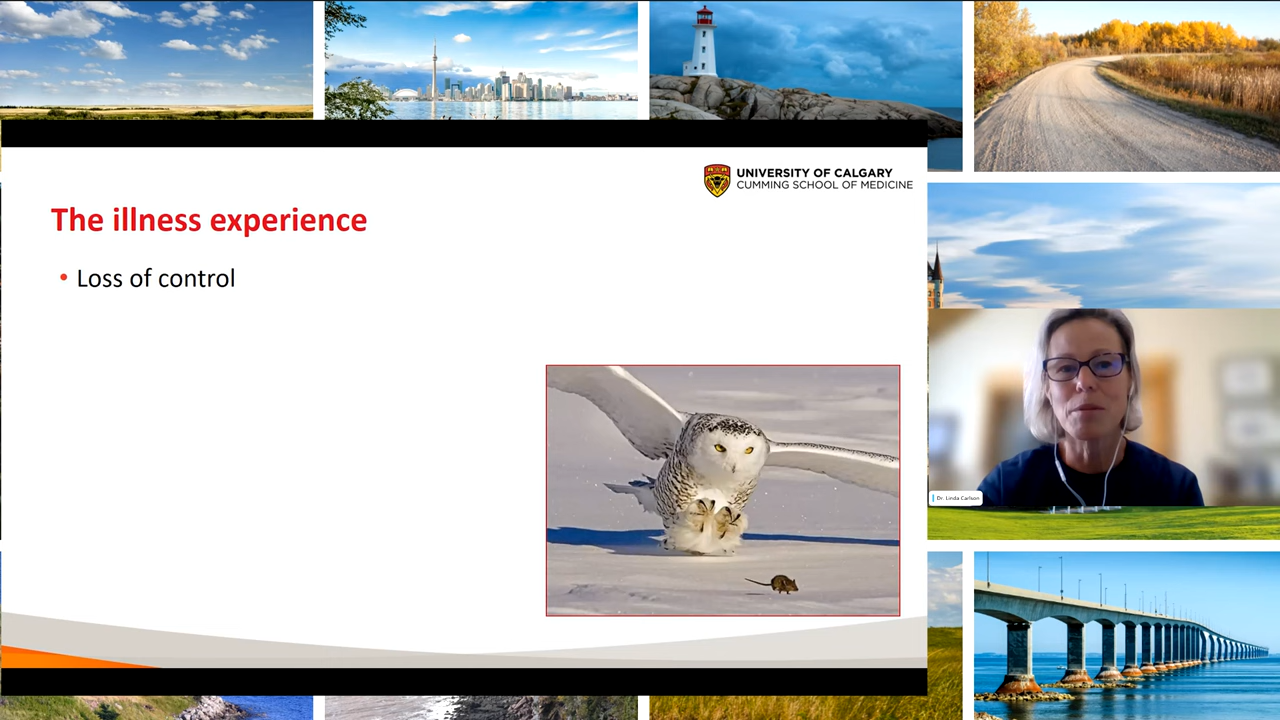 UNIVERSITY OF CALGARY
CUMMING SCHOOL OF MEDICINE
The illness experience
• Loss of control
Dr. Linda Carlson